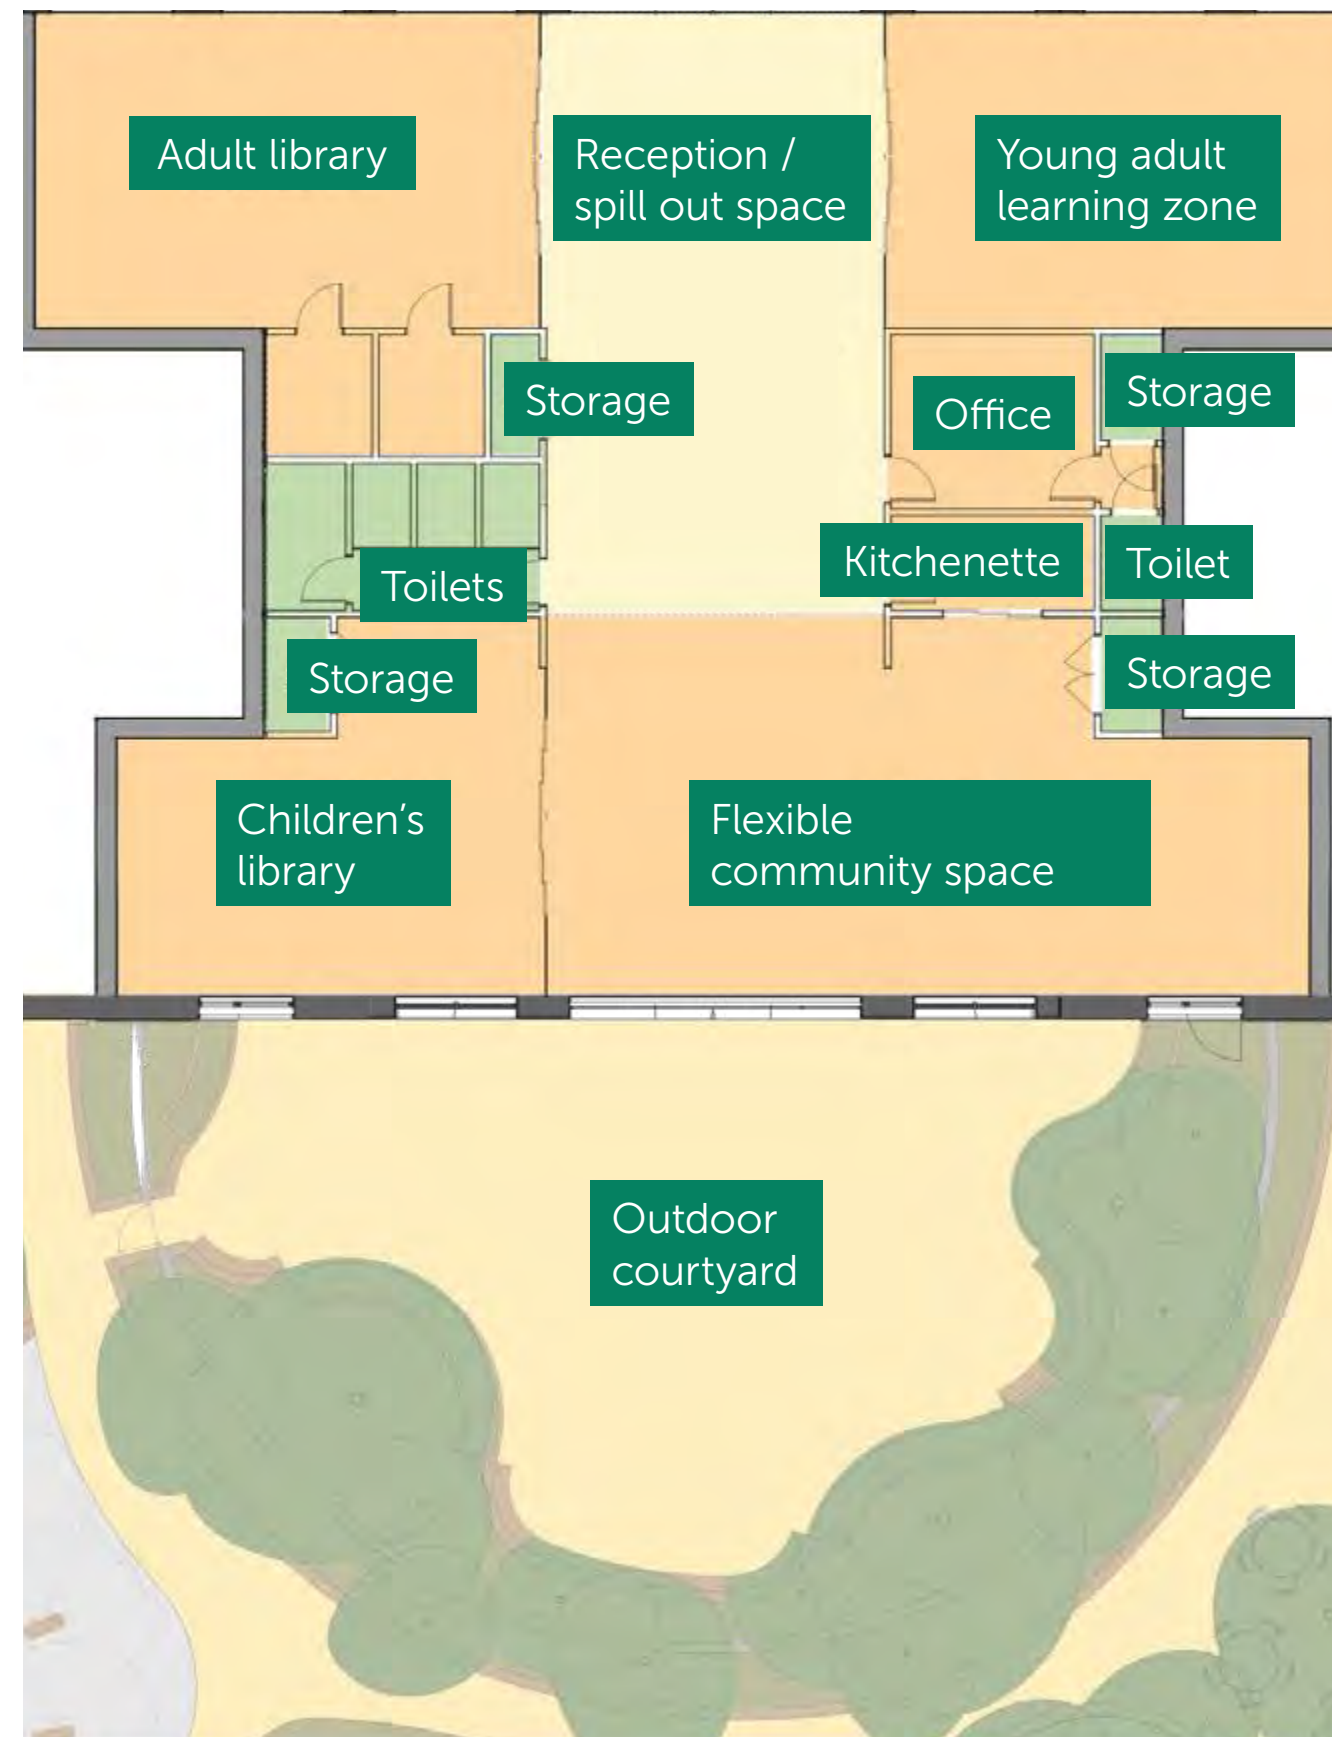 Adult library
Reception /
spill out space
Young adult
learning zone
Storage
Office
Storage
Kitchenette
Toilet
Toilets
Storage
Storage
Children’s
library
Flexible
community space
Outdoor
courtyard